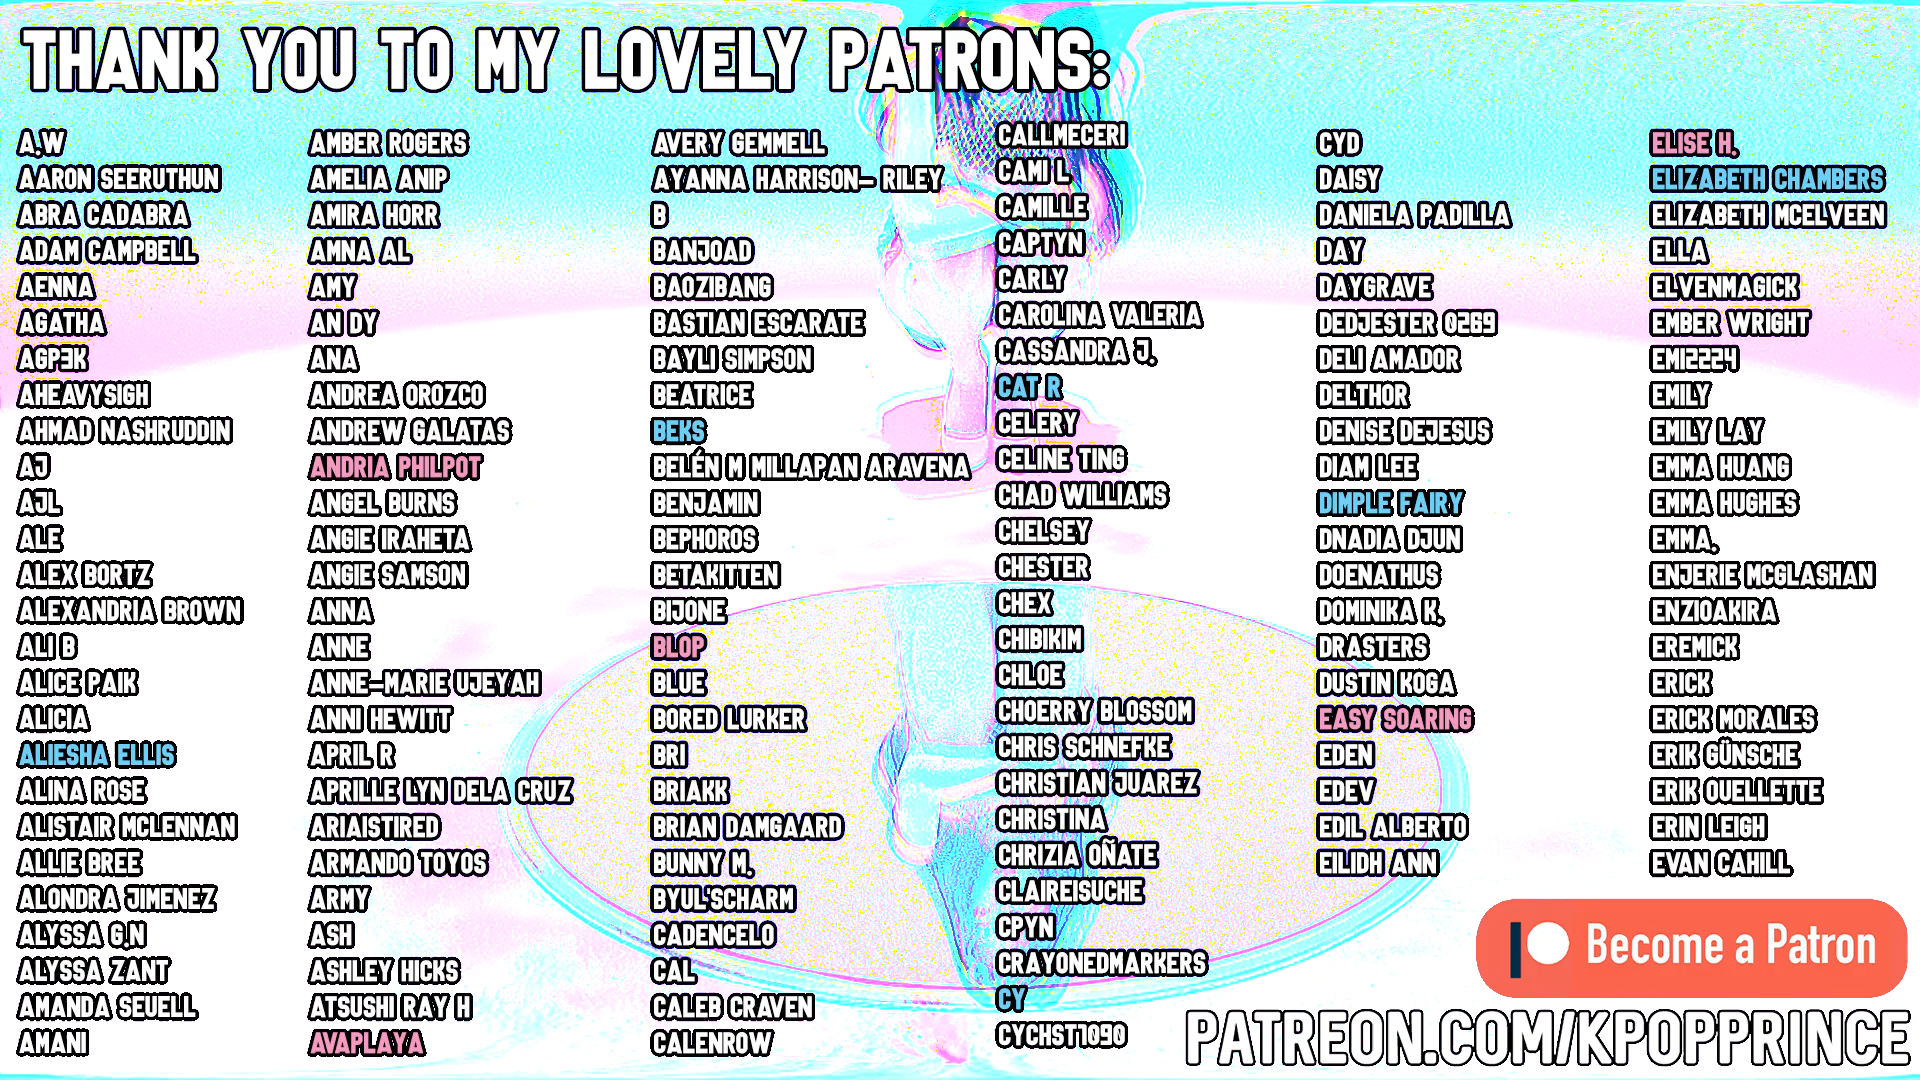 THANK YOU TO MY LOVELY PATRONS:
A.W
AARON SEERUTHUN
ABRA CADABRA
ADAM CAMPBELL
AENNA
AGATHA
AGP3K
AHEAVYSIGH
AHMAD NASHRUDDIN
AJ
AJL
ALE
ALEX BORTZ
ALEXANDRIA BROWN
ALI B
ALICE PAIK
ALICIA
ALIESHA ELLIS
ALINA ROSE
ALISTAIR MCLENNAN
ALLIE BREE
ALONDRA JIMENEZ
ALYSSA G.N
ALYSSA ZANT
AMANDA SEUELL
AMANI
AMBER ROGERS
AMELIA ANIP
AMIRA HORR
AMNA AL
AMY
AN DY
ANA
ANDREA OROZCO
ANDREW GALATAS
ANDRIA PHILPOT
ANGEL BURNS
ANGIE IRAHETA
ANGIE SAMSON
ANNA
ANNE
ANNE-MARIE UJEYAH
ANNI HEWITT
APRIL R
APRILLE LYN DELA CRUZ
ARIAISTIRED
ARMANDO TOYOS
ARMY
ASH
ASHLEY HICKS
ATSUSHI RAY H
AVAPLAYA
AVERY GEMMELL
AYANNA HARRISON- RILEY
B
BANJOAD
BAOZIBANG
BASTIAN ESCARATE
BAYLI SIMPSON
BEATRICE
BEKS
BELÉN M MILLAPAN ARAVENA
BENJAMIN
BEPHOROS
BETAKITTEN
BIJONE
BLOP
BLUE
BORED LURKER
BRI
BRIAKK
BRIAN DAMGAARD
BUNNY M.
BYUL'SCHARM
CADENCELO
CAL
CALEB CRAVEN
CALENROW
CALLMECERI
CAMI L
CAMILLE
CAPTYN
CARLY
CAROLINA VALERIA
CASSANDRA J.
CAT R
CELERY
CELINE TING
CHAD WILLIAMS
CHELSEY
CHESTER
CHEX
CHIBIKIM
CHLOE
CHOERRY BLOSSOM
CHRIS SCHNEFKE
CHRISTIAN JUAREZ
CHRISTINA
CHRIZIA OÑATE
CLAIREISUCHE
CPYN
CRAYONEDMARKERS
CY
CYCHST1090
CYD
DAISY
DANIELA PADILLA
DAY
DAYGRAVE
DEDJESTER 0269
DELI AMADOR
DELTHOR
DENISE DEJESUS
DIAM LEE
DIMPLE FAIRY
DNADIA DJUN
DOENATHUS
DOMINIKA K.
DRASTERS
DUSTIN KOGA
EASY SOARING
EDEN
EDEV
EDIL ALBERTO
EILIDH ANN
ELISE H.
ELIZABETH CHAMBERS
ELIZABETH MCELVEEN
ELLA
ELVENMAGICK
EMBER WRIGHT
EMI2224
EMILY
EMILY LAY
EMMA HUANG
EMMA HUGHES
EMMA.
ENJERIE MCGLASHAN
ENZIOAKIRA
EREMICK
ERICK
ERICK MORALES
ERIK GÜNSCHE
ERIK OUELLETTE
ERIN LEIGH
EVAN CAHILL
Become a Patron
PATREON.COM/KPOPPRINCE